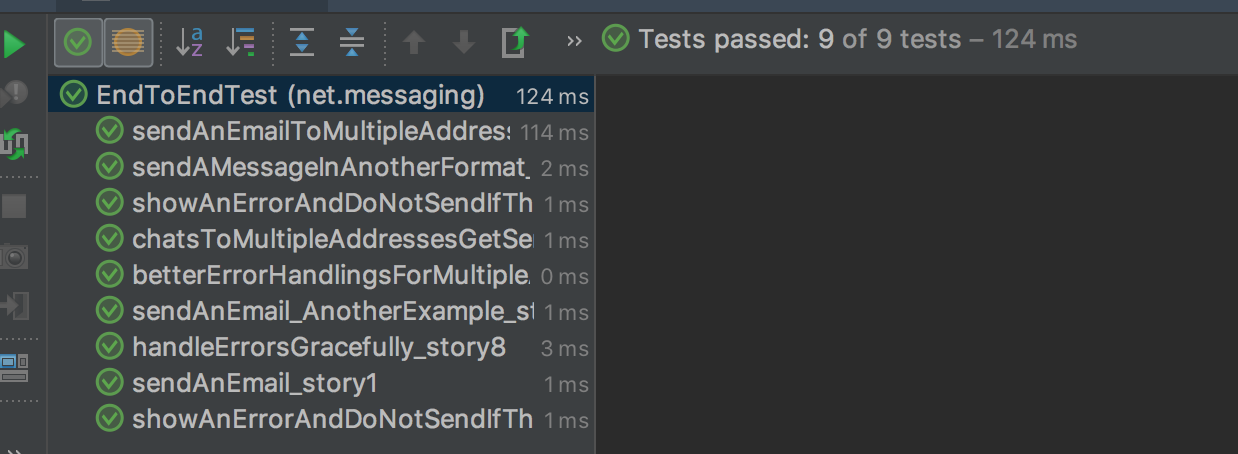 Tests passed: 9 of 9 tests – 124 ms
EndToEndTest (net.messaging) 124 ms
sendAnEmailToMultipleAddress 114 ms
sendAMessageInAnotherFormat_ 2 ms
showAnErrorAndDoNotSendIfTh 1 ms
chatsToMultipleAddressesGetSe 1 ms
betterErrorHandlingsForMultiple 0 ms
sendAnEmail_AnotherExample_st 1 ms
handleErrorsGracefully_story8 3 ms
sendAnEmail_story1 1 ms
showAnErrorAndDoNotSendIfTh 1 ms